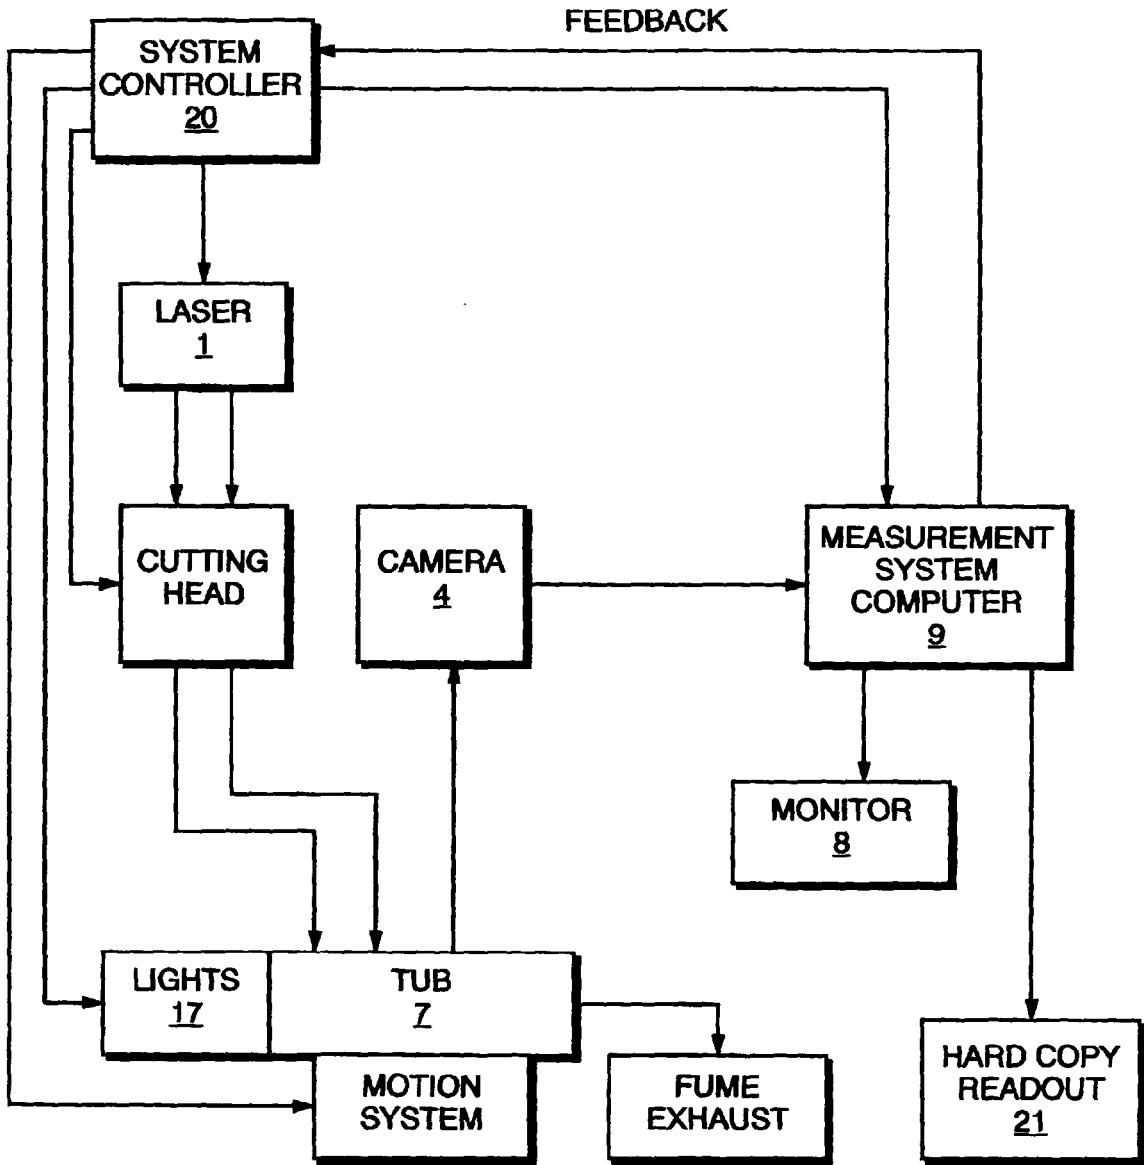 FEEDBACK
SYSTEM
CONTROLLER
20
LASER
1
CUTTING
HEAD
CAMERA
4
MEASUREMENT
SYSTEM
COMPUTER
9
MONITOR
8
LIGHTS
17
TUB
7
MOTION
SYSTEM
FUME
EXHAUST
HARD COPY
READOUT
21